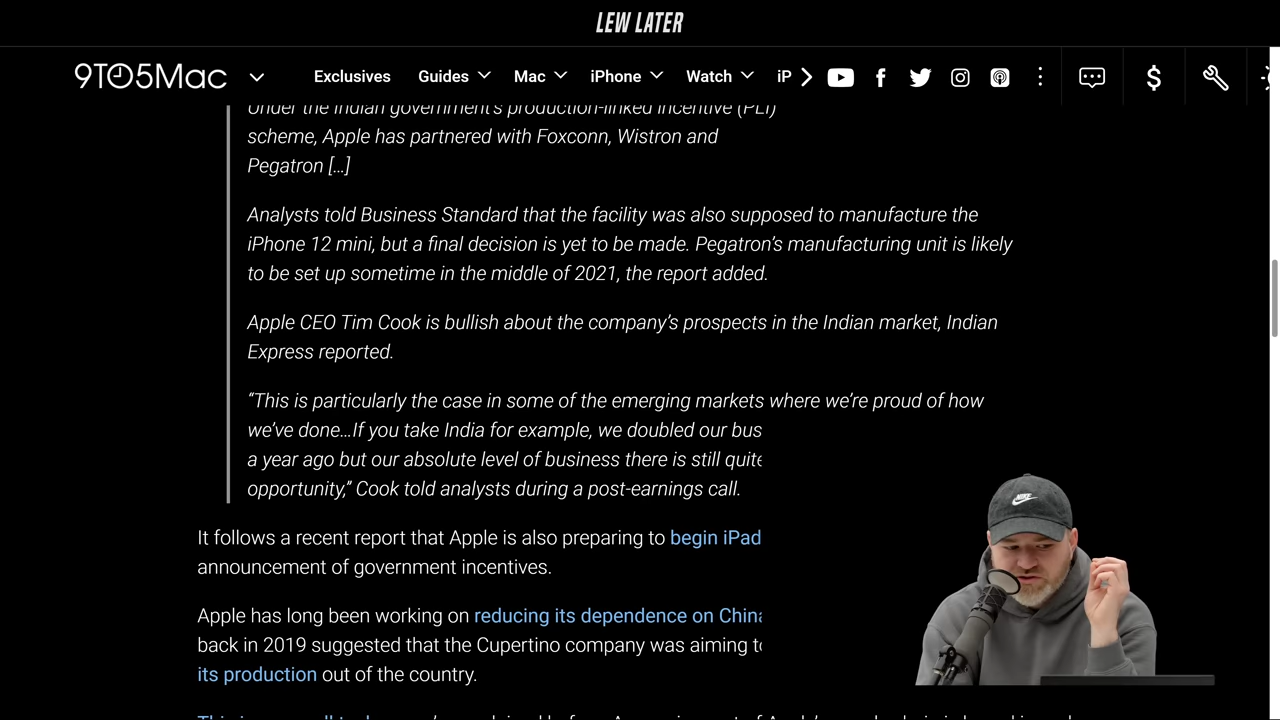 LEW LATER
9TO5Mac
Exclusives Guides Mac iPhone Watch iP
Under the Indian government's production-linked incentive (PLI)
scheme, Apple has partnered with Foxconn, Wistron and
Pegatron [...]
Analysts told Business Standard that the facility was also supposed to manufacture the
iPhone 12 mini, but a final decision is yet to be made. Pegatron's manufacturing unit is likely
to be set up sometime in the middle of 2021, the report added.
Apple CEO Tim Cook is bullish about the company's prospects in the Indian market, Indian
Express reported.
“This is particularly the case in some of the emerging markets where we're proud of how
we've done…If you take India for example, we doubled our bus
a year ago but our absolute level of business there is still quite
opportunity,” Cook told analysts during a post-earnings call.
It follows a recent report that Apple is also preparing to begin iPad
announcement of government incentives.
Apple has long been working on reducing its dependence on China
back in 2019 suggested that the Cupertino company was aiming to
its production out of the country.